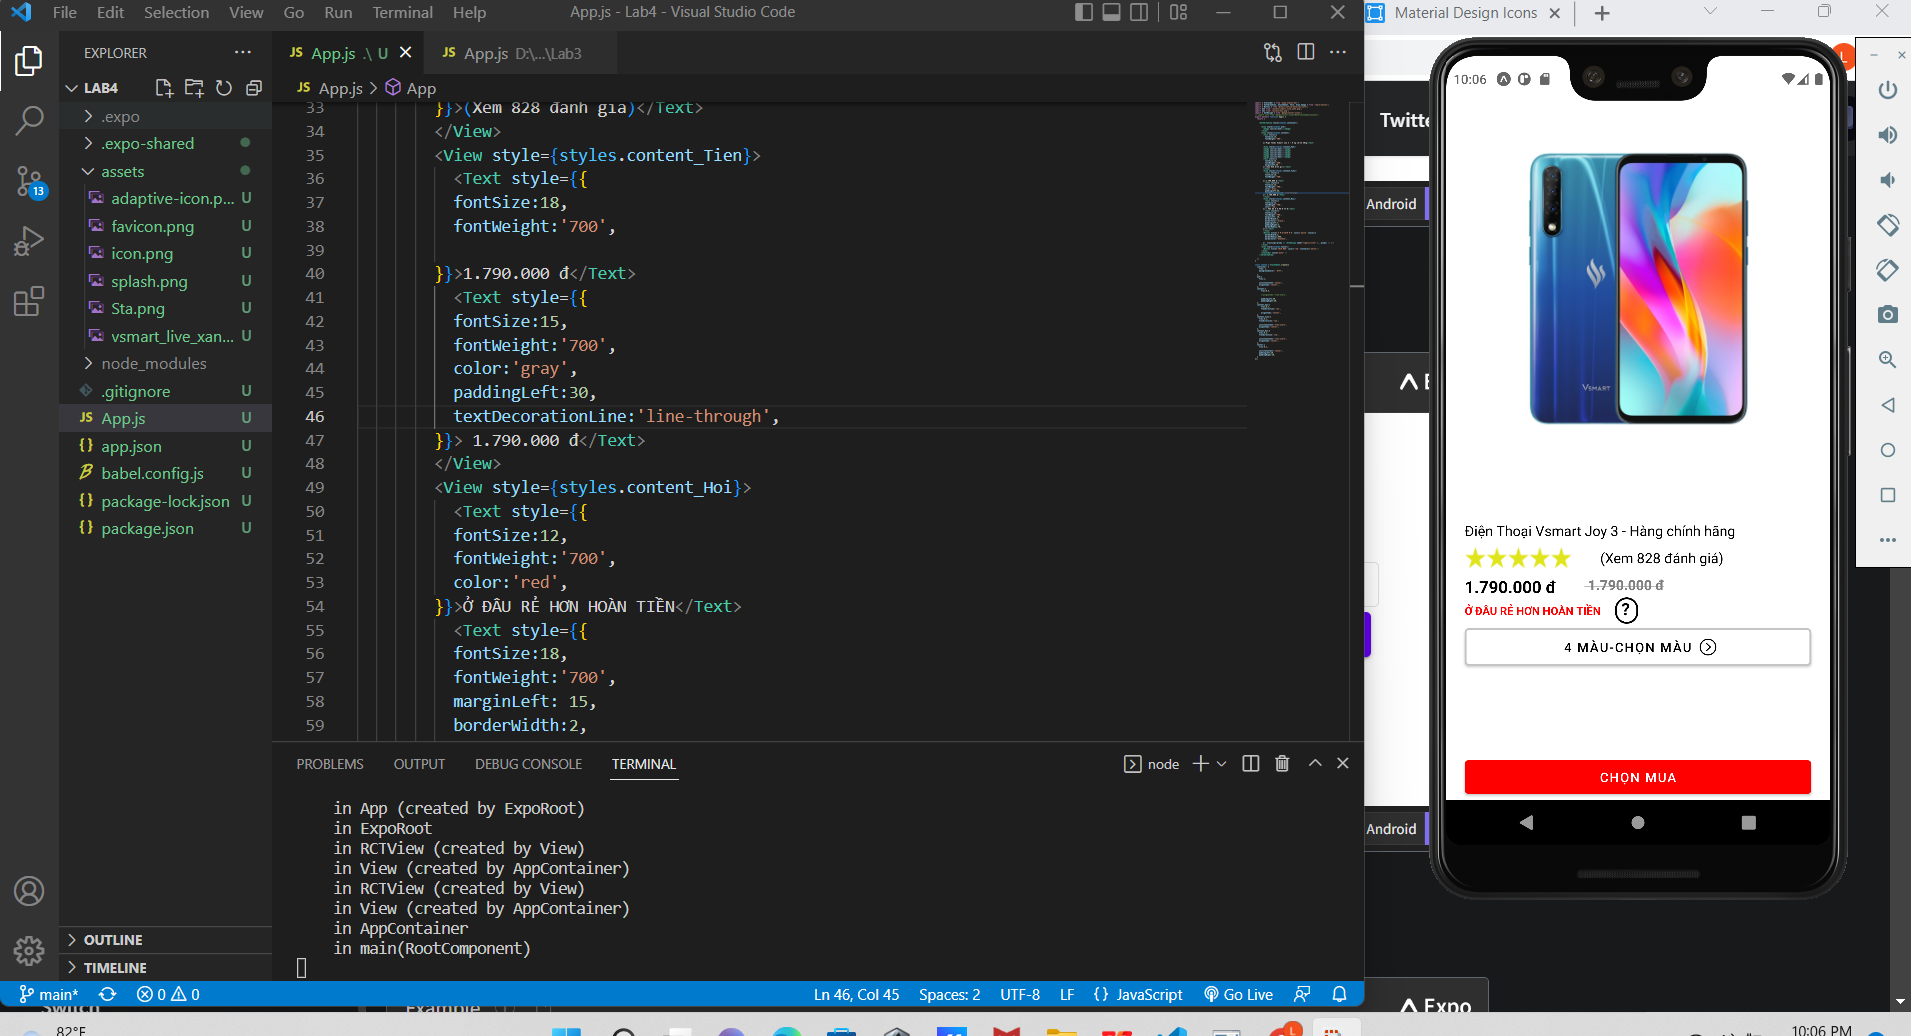 File Edit Selection View Go Run Terminal Help
App.js - Lab4 - Visual Studio Code
Material Design Icons
EXPLORER
LAB4
.expo
.expo-shared
assets
adaptive-icon.p... U
favicon.png U
icon.png U
splash.png U
Sta.png U
vsmart_live_xan... U
node_modules
.gitignore U
JS App.js U
{} app.json U
babel.config.js U
{} package-lock.json U
{} package.json U
OUTLINE
TIMELINE
JS App.js .\ U
JS App.js D:\...\Lab3
JS App.js > App
33 }}>(Xem 828 đánh giá)</Text>
34 </View>
35 <View style={styles.content_Tien}>
36 <Text style={{
37 fontSize:18,
38 fontWeight:'700',
39
40 }}>1.790.000 đ</Text>
41 <Text style={{
42 fontSize:15,
43 fontWeight:'700',
44 color:'gray',
45 paddingLeft:30,
46 textDecorationLine:'line-through',
47 }}> 1.790.000 đ</Text>
48 </View>
49 <View style={styles.content_Hoi}>
50 <Text style={{
51 fontSize:12,
52 fontWeight:'700',
53 color:'red',
54 }}>Ở ĐÂU RẺ HƠN HOÀN TIỀN</Text>
55 <Text style={{
56 fontSize:18,
57 fontWeight:'700',
58 marginLeft: 15,
59 borderWidth:2,
PROBLEMS OUTPUT DEBUG CONSOLE TERMINAL
node
in App (created by ExpoRoot)
in ExpoRoot
in RCTView (created by View)
in View (created by AppContainer)
in RCTView (created by View)
in View (created by AppContainer)
in AppContainer
in main(RootComponent)
13
main* 0 0
Ln 46, Col 45 Spaces: 2 UTF-8 LF {} JavaScript Go Live
Switch
Example
82°F
10:06 PM
Android
Android
Expo
10:06
VSMART
Điện Thoại Vsmart Joy 3 - Hàng chính hãng
(Xem 828 đánh giá)
1.790.000 đ 1.790.000 đ
Ở ĐÂU RẺ HƠN HOÀN TIỀN ?
4 MÀU-CHỌN MÀU
CHỌN MUA